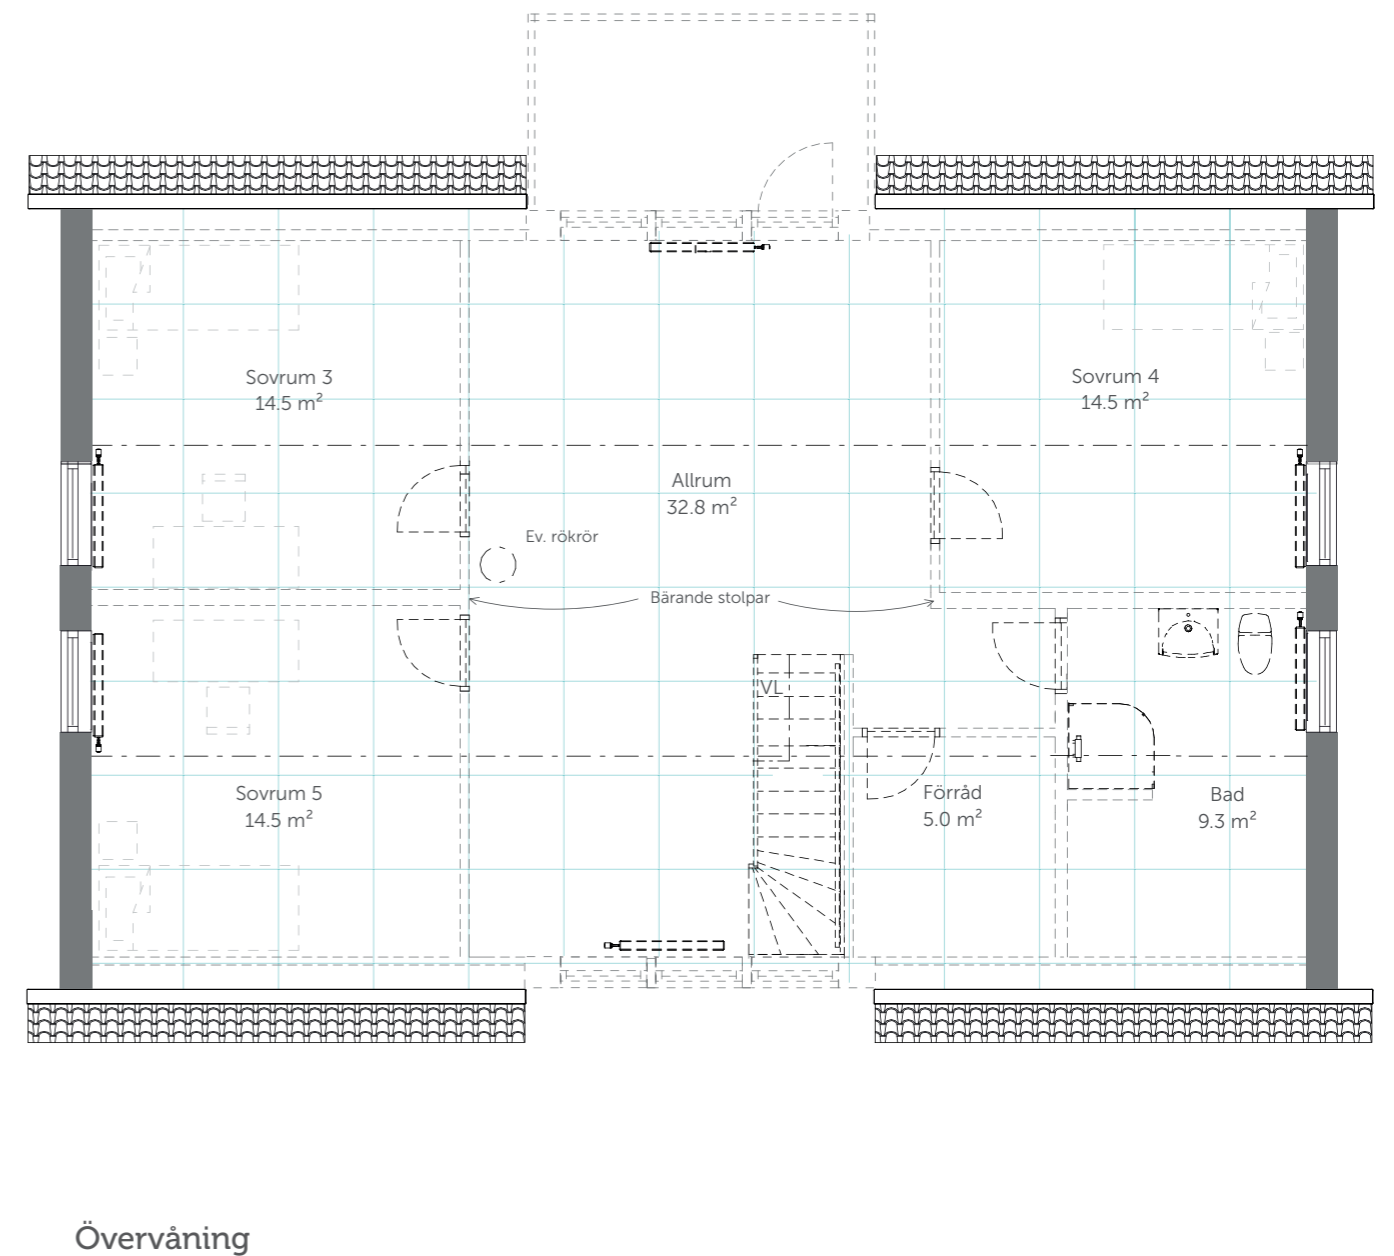 Sovrum 3
14.5 m²
Sovrum 4
14.5 m²
Allrum
32.8 m²
Ev. rökrör
Bärande stolpar
VL
Sovrum 5
14.5 m²
Förråd
5.0 m²
Bad
9.3 m²
Övervåning